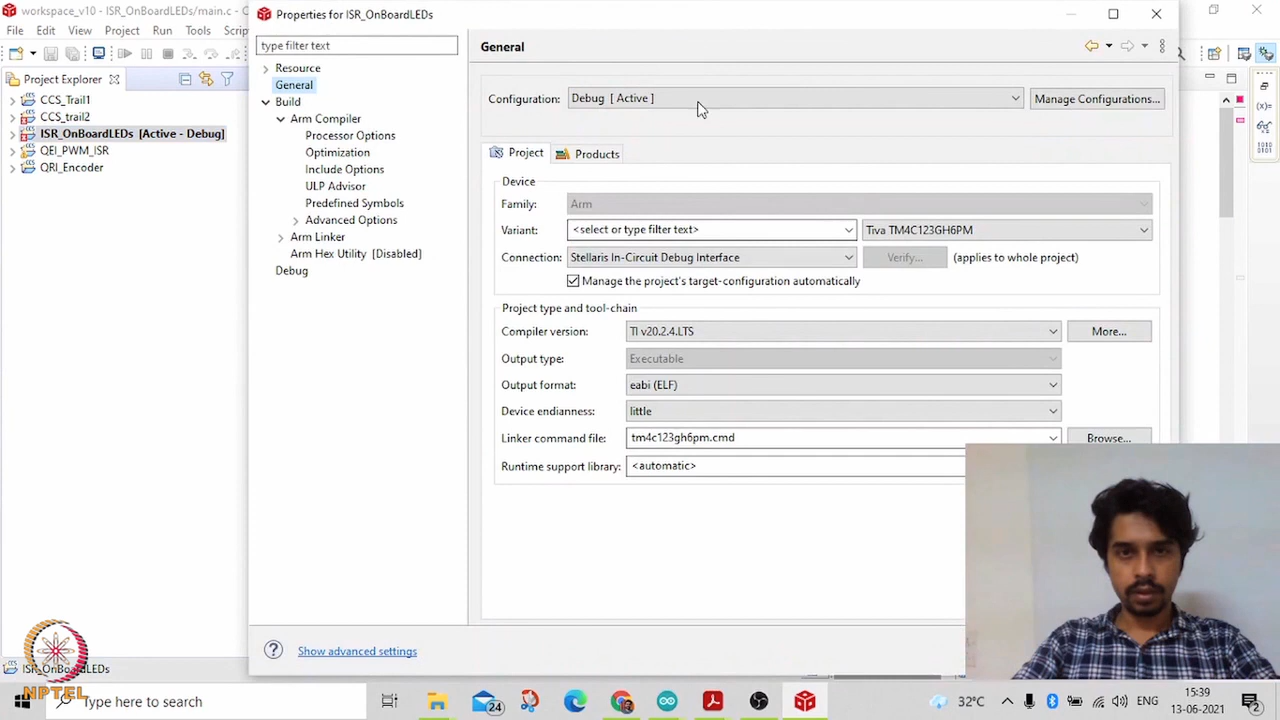 workspace_v10 - ISR_OnBoardLEDs/main.c -
File Edit View Project Run Scrip
Project Explorer
CCS_Trail1
CCS_trail2
ISR_OnBoardLEDs [Active - Debug]
QEI_PWM_ISR
QRI_Encoder
ISR_OnBoardLEDs
Properties for ISR_OnBoardLEDs
type filter text
Resource
General
Build
Arm Compiler
Processor Options
Optimization
Include Options
ULP Advisor
Predefined Symbols
Advanced Options
Arm Linker
Arm Hex Utility [Disabled]
Debug
General
Configuration: Debug [ Active ] Manage Configurations...
Project Products
Device
Family: Arm
Variant: <select or type filter text> Tiva TM4C123GH6PM
Connection: Stellaris In-Circuit Debug Interface Verify... (applies to whole project)
Manage the project's target-configuration automatically
Project type and tool-chain
Compiler version: TI v20.2.4.LTS More...
Output type: Executable
Output format: eabi (ELF)
Device endianness: little
Linker command file: tm4c123gh6pm.cmd Browse...
Runtime support library: <automatic>
Show advanced settings
NPTEL
Type here to search
24
32°C
ENG
15:39
13-06-2021
2